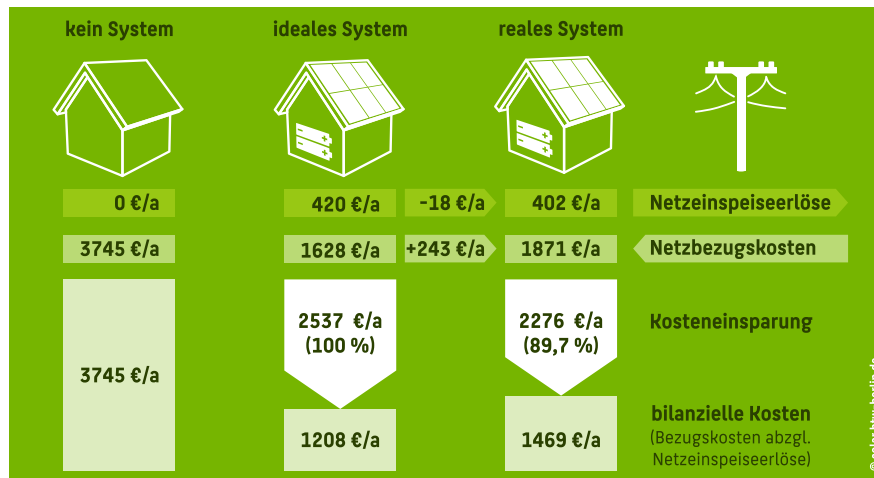 kein System
ideales System
reales System
0 €/a
420 €/a
-18 €/a
402 €/a
Netzeinspeiseerlöse
3745 €/a
1628 €/a
+243 €/a
1871 €/a
Netzbezugskosten
3745 €/a
2537 €/a
(100 %)
2276 €/a
(89,7 %)
Kosteneinsparung
1208 €/a
1469 €/a
bilanzielle Kosten
(Bezugskosten abzgl.
Netzeinspeiseerlöse)